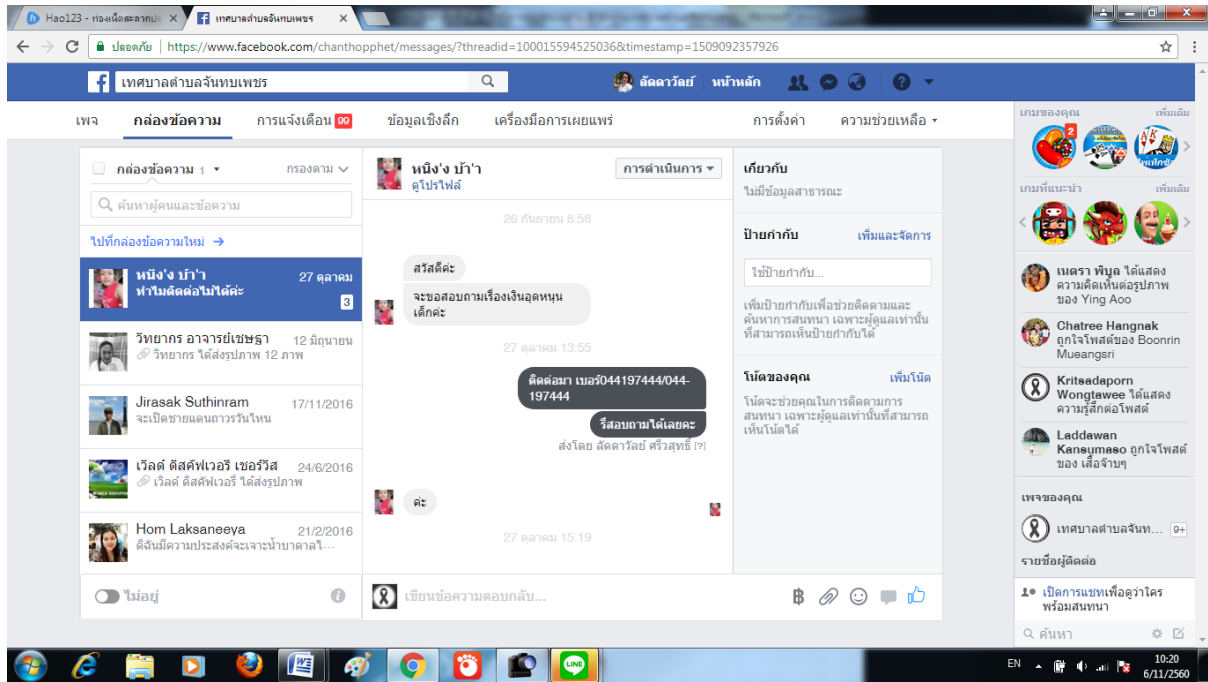 Hao123 - ท่องเน็ตสะดวกปล
เทศบาลตำบลจันทบเพชร
ปลอดภัย | https://www.facebook.com/chanthopphet/messages/?threadid=100015594525036&timestamp=1509092357926
เทศบาลตำบลจันทบเพชร
ลัดดาวัลย์ หน้าหลัก
เพจ กล่องข้อความ การแจ้งเตือน 99 ข้อมูลเชิงลึก เครื่องมือการเผยแพร่ การตั้งค่า ความช่วยเหลือ
กล่องข้อความ 1 กรองตาม
ค้นหาผู้คนและข้อความ
ไปที่กล่องข้อความใหม่ →
หนิง'ง บ้า'า 27 ตุลาคม
ทำไมติดต่อไม่ได้ค่ะ 3
วิทยากร อาจารย์เชษฐา 12 มิถุนายน
วิทยากร ได้ส่งรูปภาพ 12 ภาพ
Jirasak Suthinram 17/11/2016
จะเปิดชายแดนถาวรวันไหน
เวิลด์ ดิสคัฟเวอรี่ เซอร์วิส 24/6/2016
เวิลด์ ดิสคัฟเวอรี่ ได้ส่งรูปภาพ
Hom Laksaneeya 21/2/2016
ดิฉันมีความประสงค์จะเจาะน้ำบาดาลใ…
ไม่อยู่
หนิง'ง บ้า'า
ดูโปรไฟล์
การดำเนินการ
26 กันยายน 8:58
สวัสดีค่ะ
จะขอสอบถามเรื่องเงินอุดหนุน
เด็กค่ะ
27 ตุลาคม 13:55
ติดต่อมา เบอร์044197444/044-
197444
รึสอบถามได้เลยคะ
ส่งโดย ลัดดาวัลย์ ศรีวสุทธิ์ [?]
ค่ะ
27 ตุลาคม 15:19
เขียนข้อความตอบกลับ...
เกี่ยวกับ
ไม่มีข้อมูลสาธารณะ
ป้ายกำกับ เพิ่มและจัดการ
ใช้ป้ายกำกับ...
เพิ่มป้ายกำกับเพื่อช่วยติดตามและ
ค้นหาการสนทนา เฉพาะผู้ดูแลเท่านั้น
ที่สามารถเห็นป้ายกำกับได้
โน้ตของคุณ เพิ่มโน้ต
โน้ตจะช่วยคุณในการติดตามการ
สนทนา เฉพาะผู้ดูแลเท่านั้นที่สามารถ
เห็นโน้ตได้
เกมของคุณ เพิ่มเติม
2
เกมที่แนะนำ เพิ่มเติม
เนตรา พิบูล ได้แสดง
ความคิดเห็นต่อรูปภาพ
ของ Ying Aoo
Chatree Hangnak
ถูกใจโพสต์ของ Boonrin
Mueangsri
Kritsadaporn
Wongtawee ได้แสดง
ความรู้สึกต่อโพสต์
Laddawan
Kansumaso ถูกใจโพสต์
ของ เสื้อจ้าบๆ
เพจของคุณ
เทศบาลตำบลจันท... 9+
รายชื่อผู้ติดต่อ
เปิดการแชทเพื่อดูว่าใคร
พร้อมสนทนา
ค้นหา
LINE
EN 10:20
6/11/2560